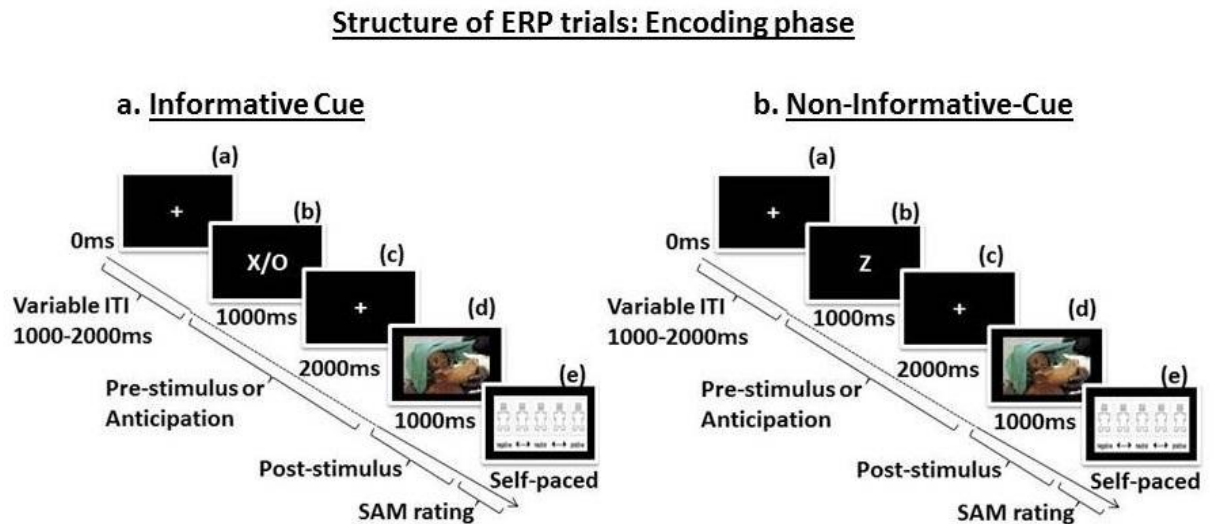 Structure of ERP trials: Encoding phase
a. Informative Cue
(a)
+
(b)
X/O
(c)
+
(d)
(e)
0ms
1000ms
2000ms
1000ms
Self-paced
Variable ITI
1000-2000ms
Pre-stimulus or
Anticipation
Post-stimulus
SAM rating
b. Non-Informative-Cue
(a)
+
(b)
Z
(c)
+
(d)
(e)
0ms
1000ms
2000ms
1000ms
Self-paced
Variable ITI
1000-2000ms
Pre-stimulus or
Anticipation
Post-stimulus
SAM rating